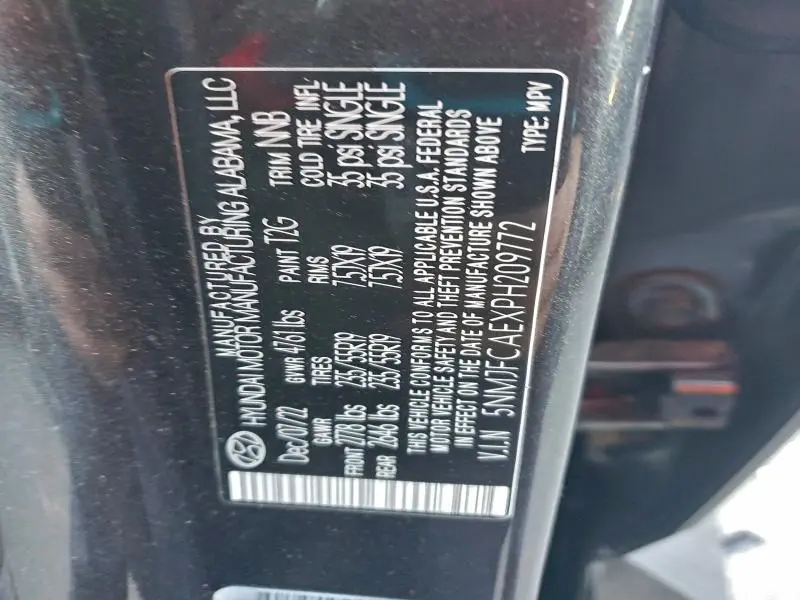 MANUFACTURED BY
HYUNDAI MOTOR MANUFACTURING ALABAMA, LLC
Dec/07/22 GVWR 4761 lbs PAINT T2G TRIM NNB
GAWR TIRES RIMS COLD TIRE INFL
FRONT 2778 lbs 235/55R19 7.5JX19 35 psi SINGLE
REAR 2646 lbs 235/55R19 7.5JX19 35 psi SINGLE
THIS VEHICLE CONFORMS TO ALL APPLICABLE U.S.A. FEDERAL
MOTOR VEHICLE SAFETY AND THEFT PREVENTION STANDARDS
IN EFFECT ON THE DATE OF MANUFACTURE SHOWN ABOVE
V.I.N 5NMJFCAEXPH209772 TYPE: MPV